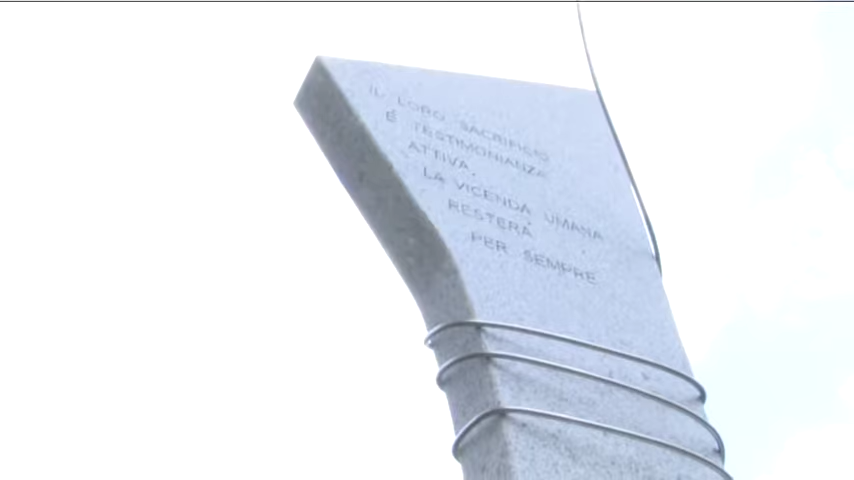 IL LORO SACRIFICIO
É TESTIMONIANZA
ATTIVA.
LA VICENDA UMANA
RESTERÀ
PER SEMPRE